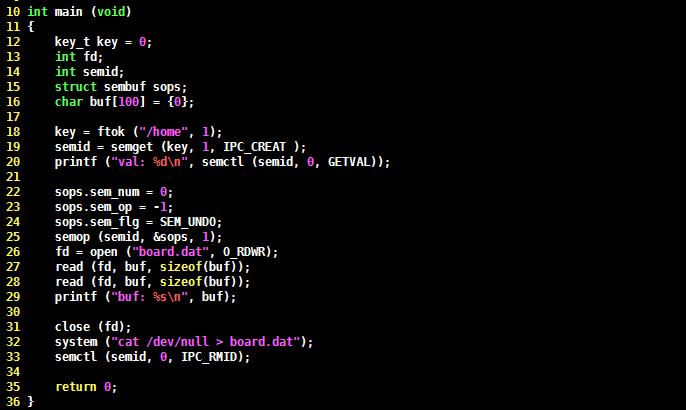 10 int main (void)
11 {
12     key_t key = 0;
13     int fd;
14     int semid;
15     struct sembuf sops;
16     char buf[100] = {0};
17
18     key = ftok ("/home", 1);
19     semid = semget (key, 1, IPC_CREAT );
20     printf ("val: %d\n", semctl (semid, 0, GETVAL));
21
22     sops.sem_num = 0;
23     sops.sem_op = -1;
24     sops.sem_flg = SEM_UNDO;
25     semop (semid, &sops, 1);
26     fd = open ("board.dat", O_RDWR);
27     read (fd, buf, sizeof(buf));
28     read (fd, buf, sizeof(buf));
29     printf ("buf: %s\n", buf);
30
31     close (fd);
32     system ("cat /dev/null > board.dat");
33     semctl (semid, 0, IPC_RMID);
34
35     return 0;
36 }